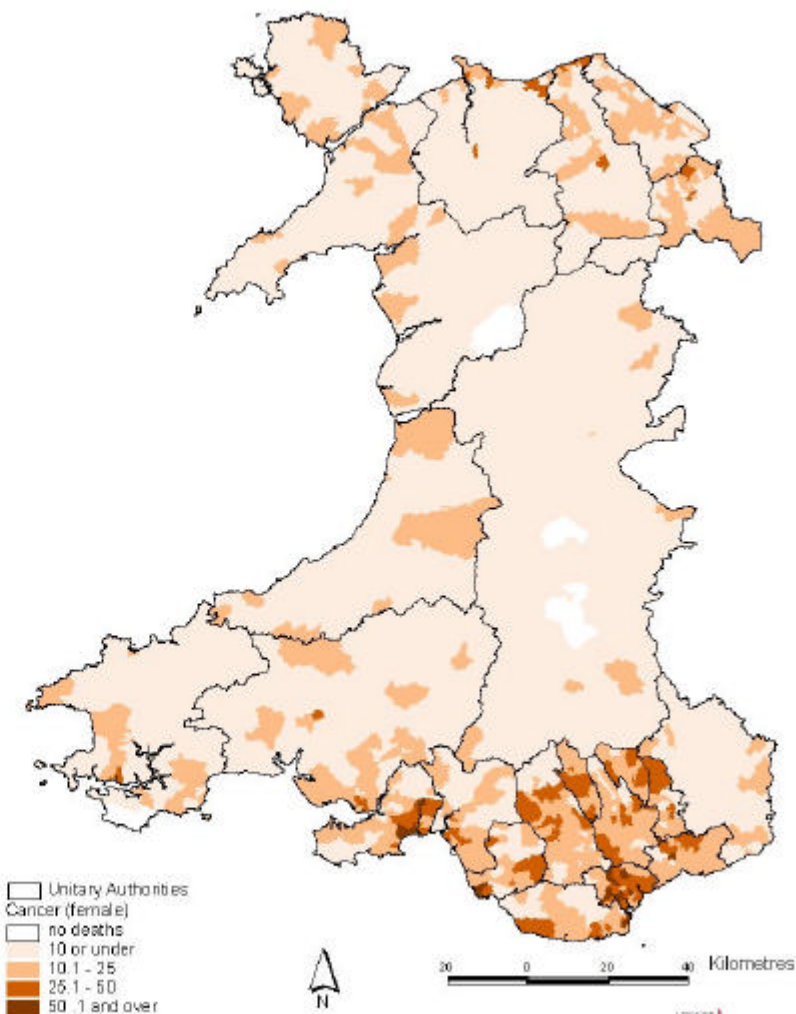 Unitary Authorities
Cancer (female)
no deaths
10 or under
10.1 - 25
25.1 - 50
50 .1 and over
N
20 0 20 40 Kilometres